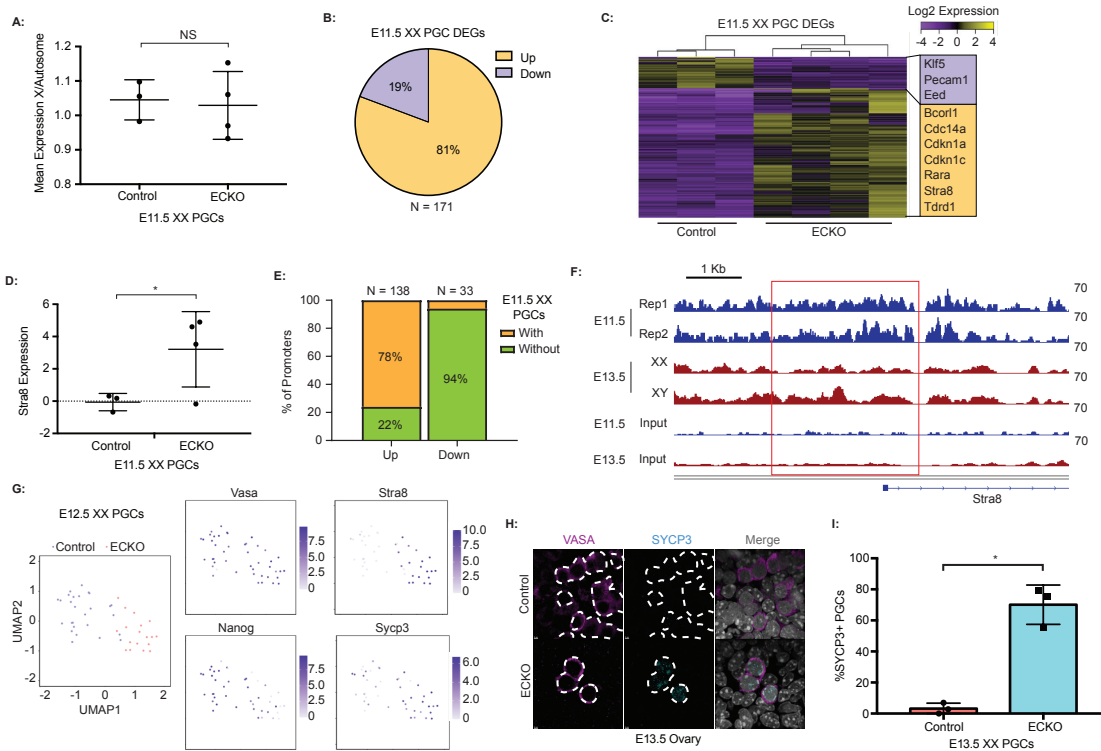 A:
NS
Mean Expression X/Autosome
1.2
1.1
1.0
0.9
0.8
Control
ECKO
E11.5 XX PGCs
B:
E11.5 XX PGC DEGs
Up
Down
19%
81%
N = 171
C:
E11.5 XX PGC DEGs
Log2 Expression
-4 -2 0 2 4
Klf5
Pecam1
Eed
Bcorl1
Cdc14a
Cdkn1a
Cdkn1c
Rara
Stra8
Tdrd1
Control
ECKO
D:
*
Stra8 Expression
6
4
2
0
-2
Control
ECKO
E11.5 XX PGCs
E:
N = 138
N = 33
E11.5 XX
PGCs
With
Without
% of Promoters
100
80
60
40
20
0
78%
22%
94%
Up
Down
F:
1 Kb
E11.5
Rep1
70
Rep2
70
E13.5
XX
70
XY
70
E11.5 Input
70
E13.5 Input
70
Stra8
G:
E12.5 XX PGCs
Control
ECKO
UMAP2
2
1
0
-1
-2
-2 -1 0 1 2
UMAP1
Vasa
7.5
5.0
2.5
Stra8
10.0
7.5
5.0
2.5
0.0
Nanog
7.5
5.0
2.5
0.0
Sycp3
6.0
4.0
2.0
0.0
H:
VASA
SYCP3
Merge
Control
ECKO
E13.5 Ovary
I:
*
%SYCP3+ PGCs
100
80
60
40
20
0
Control
ECKO
E13.5 XX PGCs